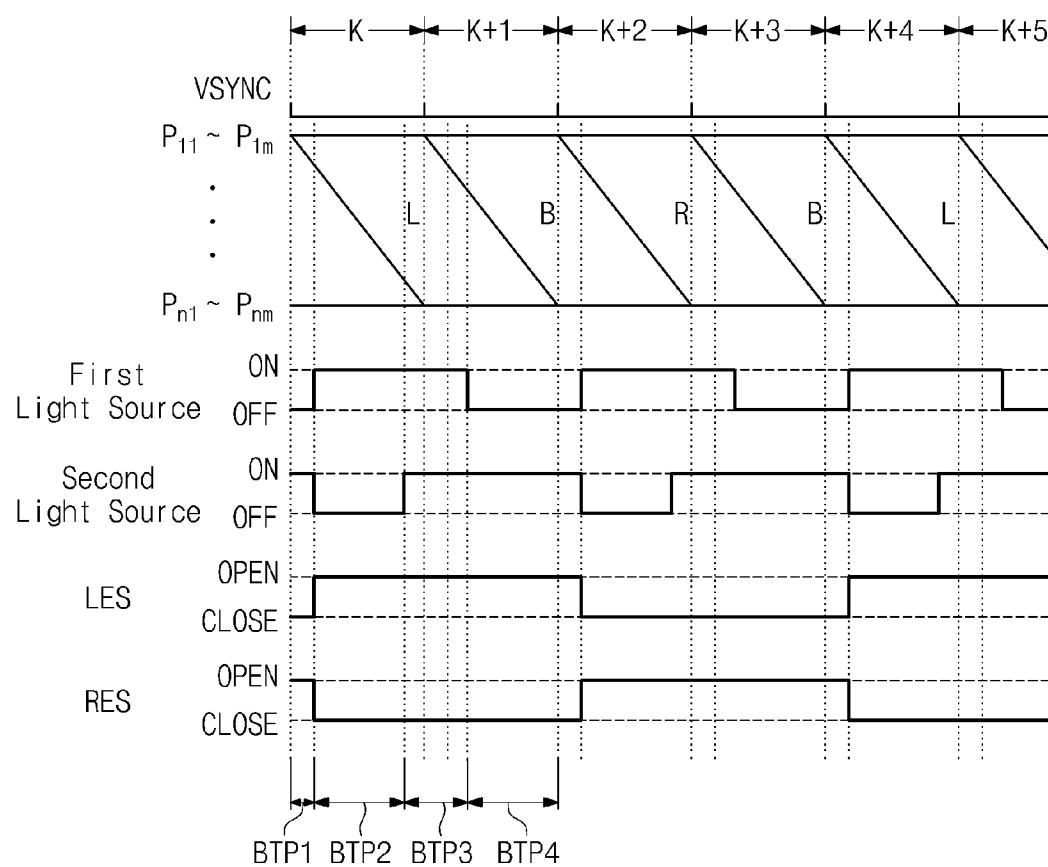 K K+1 K+2 K+3 K+4 K+5
VSYNC
P11 ~ P1m
L B R B L
Pn1 ~ Pnm
First
Light Source
ON
OFF
Second
Light Source
ON
OFF
LES
OPEN
CLOSE
RES
OPEN
CLOSE
BTP1 BTP2 BTP3 BTP4